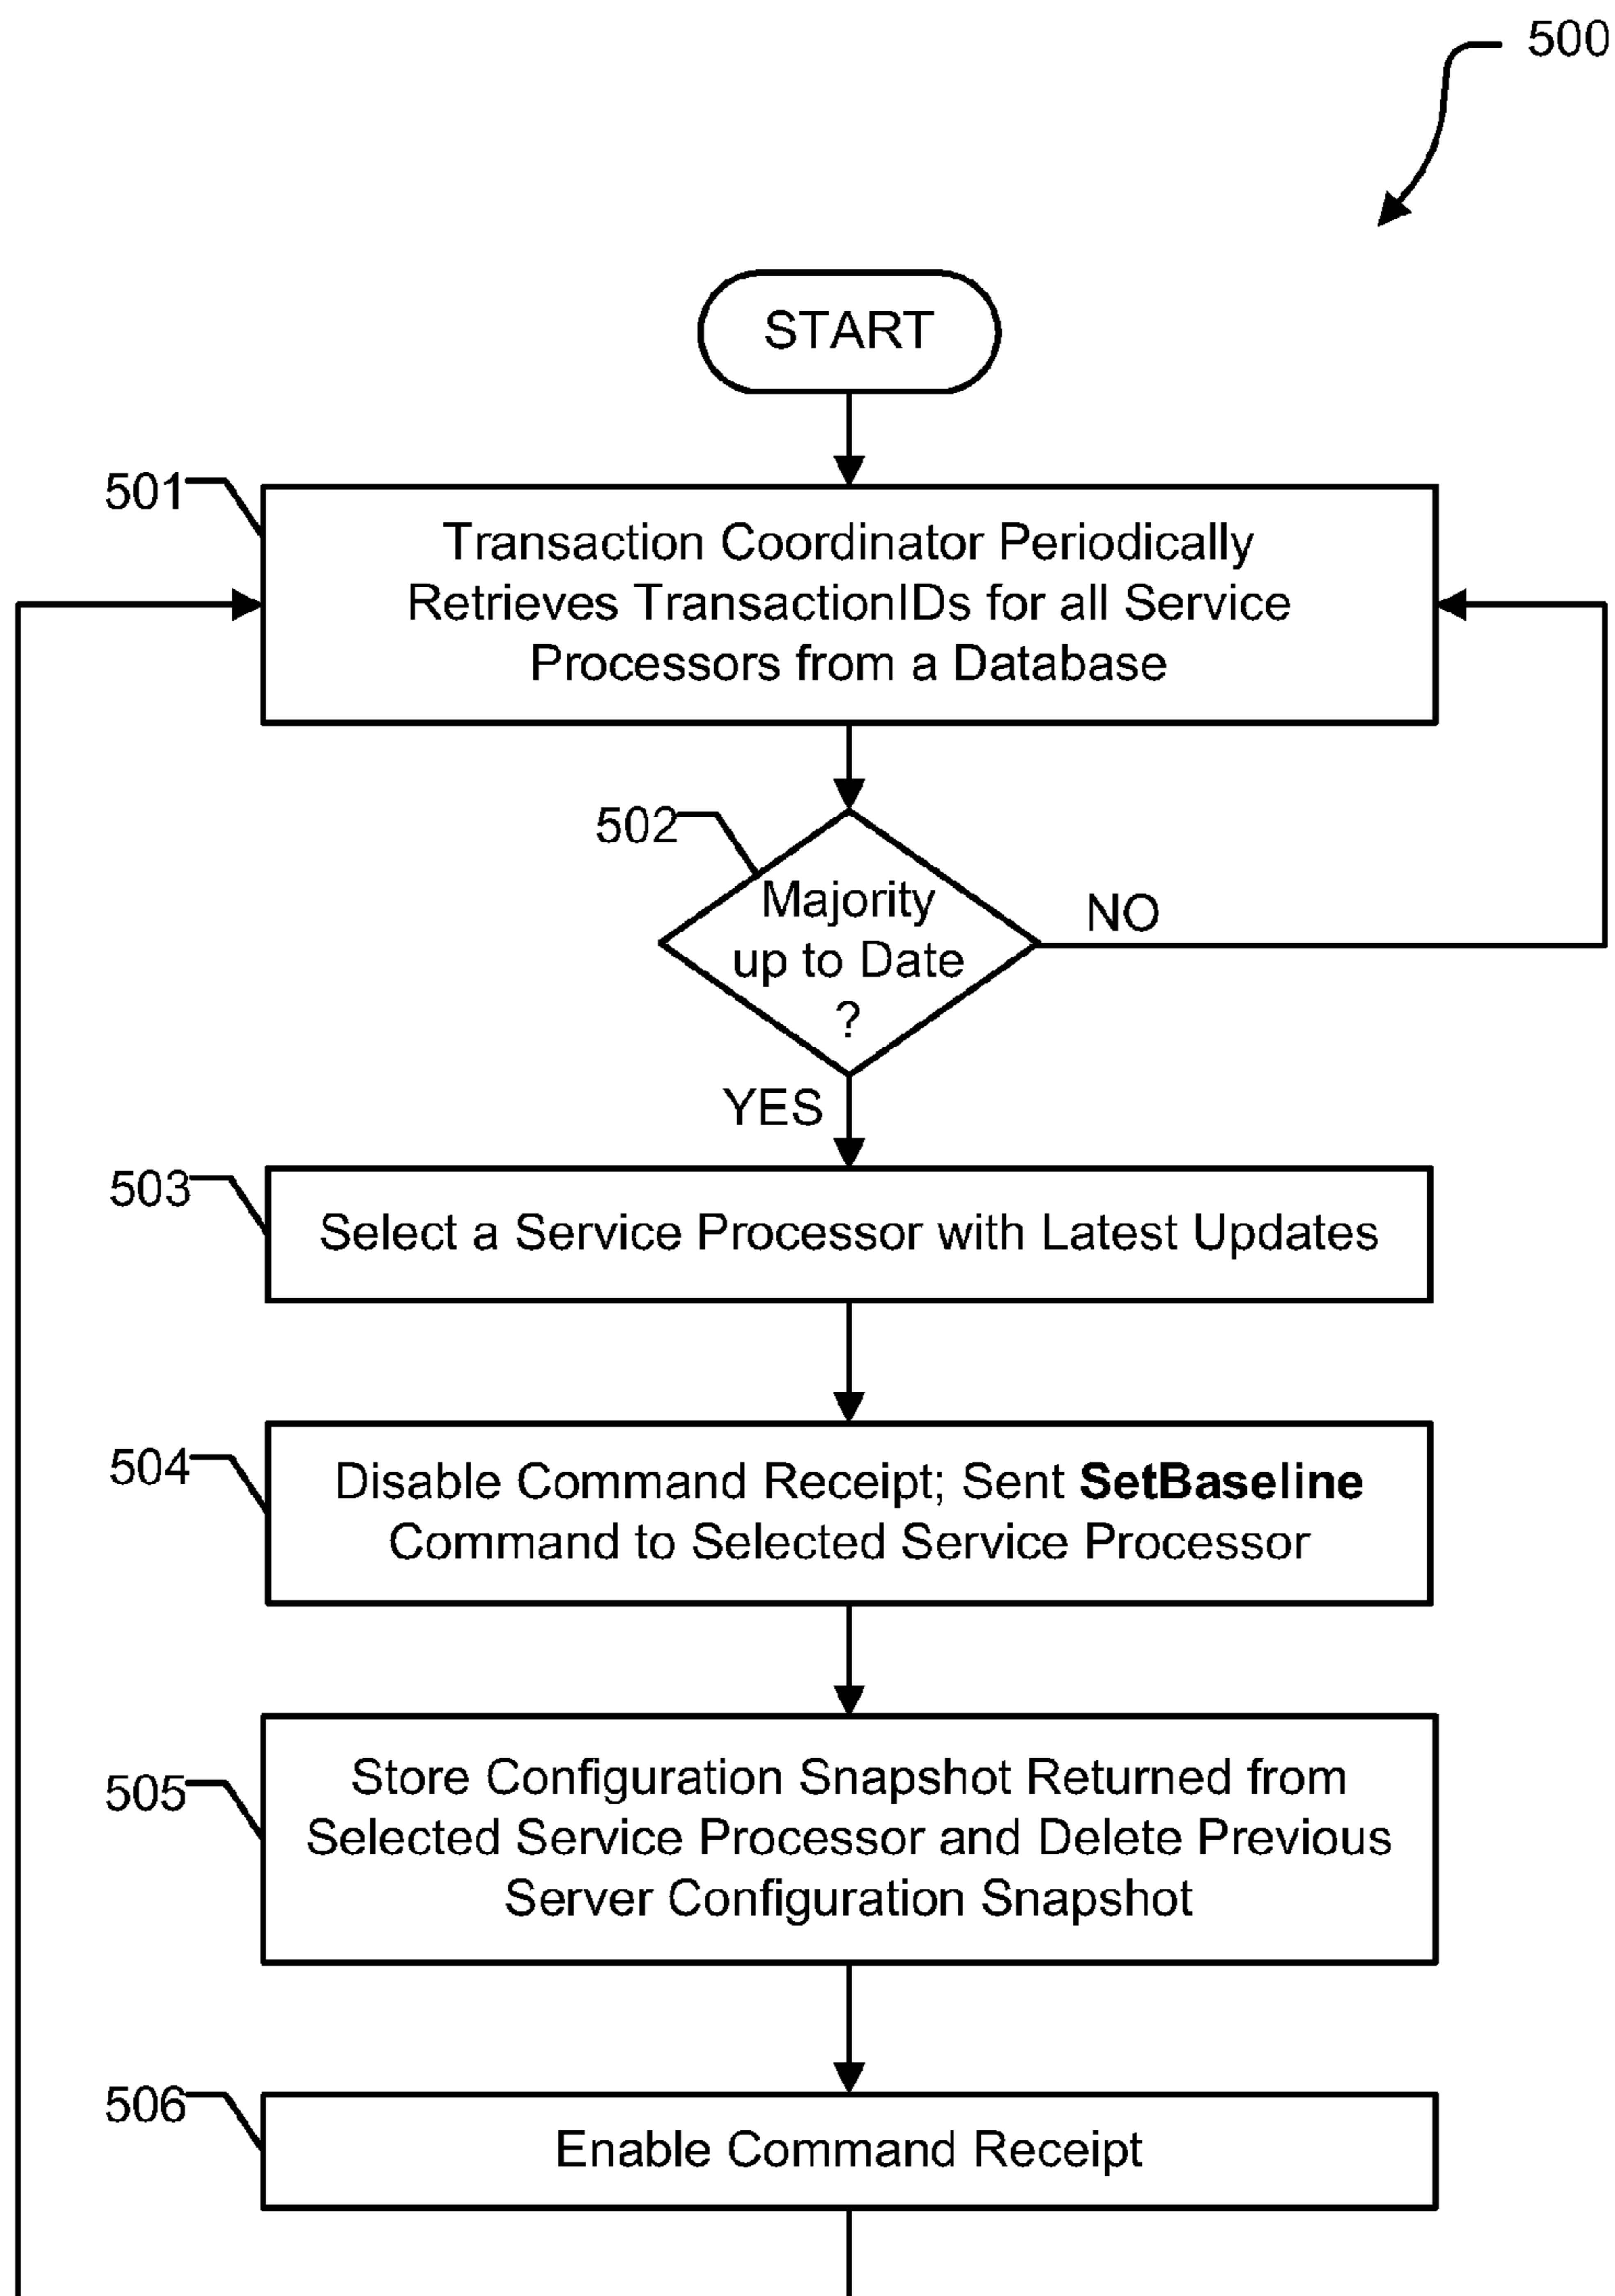 500
START
501
Transaction Coordinator Periodically
Retrieves TransactionIDs for all Service
Processors from a Database
502
Majority
up to Date
?
NO
YES
503
Select a Service Processor with Latest Updates
504
Disable Command Receipt; Sent SetBaseline
Command to Selected Service Processor
505
Store Configuration Snapshot Returned from
Selected Service Processor and Delete Previous
Server Configuration Snapshot
506
Enable Command Receipt